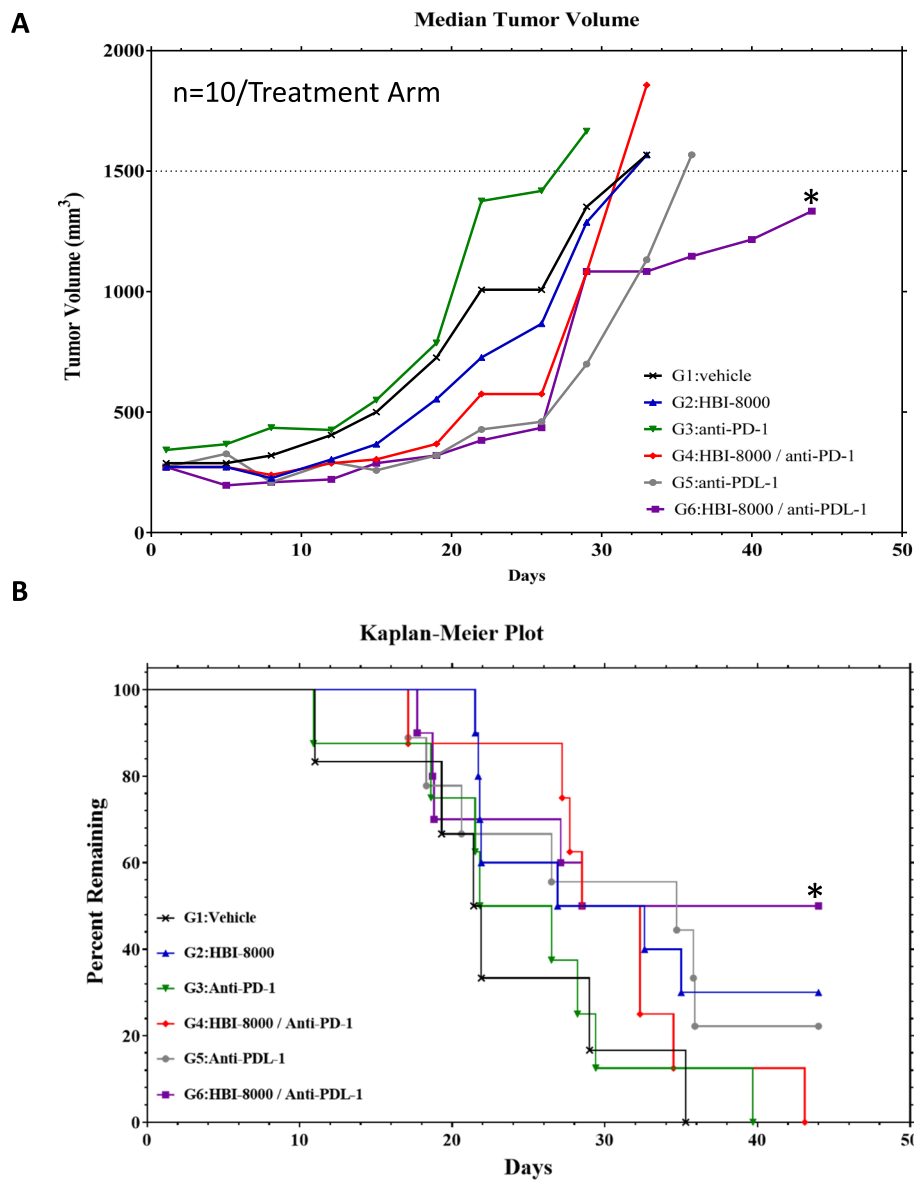 A
Median Tumor Volume
n=10/Treatment Arm
Tumor Volume (mm³)
2000
1500
1000
500
0
*
G1:vehicle
G2:HBI-8000
G3:anti-PD-1
G4:HBI-8000 / anti-PD-1
G5:anti-PDL-1
G6:HBI-8000 / anti-PDL-1
0 10 20 30 40 50
Days
B
Kaplan-Meier Plot
Percent Remaining
100
80
60
40
20
0
*
G1:Vehicle
G2:HBI-8000
G3:Anti-PD-1
G4:HBI-8000 / Anti-PD-1
G5:Anti-PDL-1
G6:HBI-8000 / Anti-PDL-1
0 10 20 30 40 50
Days